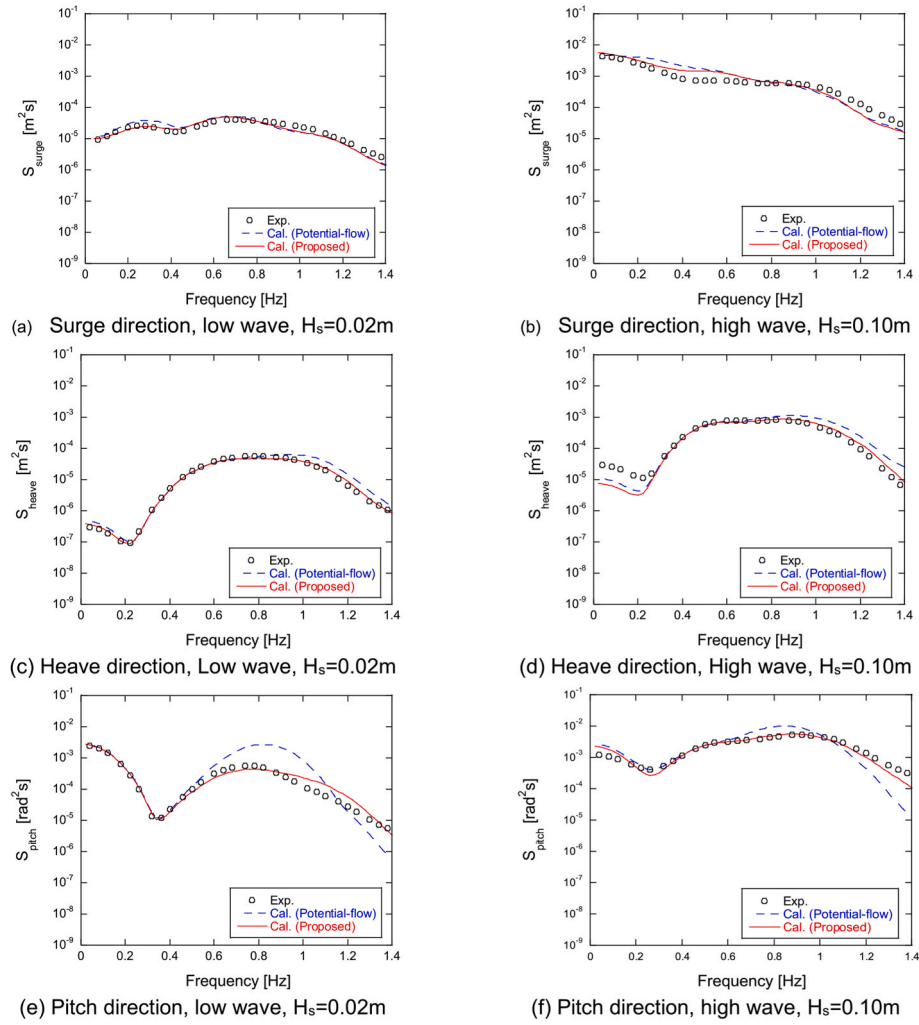 10⁻¹
10⁻²
10⁻³
10⁻⁴
10⁻⁵
10⁻⁶
10⁻⁷
10⁻⁸
10⁻⁹
S_surge [m²s]
Exp.
Cal. (Potential-flow)
Cal. (Proposed)
0 0.2 0.4 0.6 0.8 1 1.2 1.4
Frequency [Hz]
(a) Surge direction, low wave, Hₛ=0.02m
10⁻¹
10⁻²
10⁻³
10⁻⁴
10⁻⁵
10⁻⁶
10⁻⁷
10⁻⁸
10⁻⁹
S_surge [m²s]
Exp.
Cal. (Potential-flow)
Cal. (Proposed)
0 0.2 0.4 0.6 0.8 1 1.2 1.4
Frequency [Hz]
(b) Surge direction, high wave, Hₛ=0.10m
10⁻¹
10⁻²
10⁻³
10⁻⁴
10⁻⁵
10⁻⁶
10⁻⁷
10⁻⁸
10⁻⁹
S_heave [m²s]
Exp.
Cal. (Potential-flow)
Cal. (Proposed)
0 0.2 0.4 0.6 0.8 1 1.2 1.4
Frequency [Hz]
(c) Heave direction, Low wave, Hₛ=0.02m
10⁻¹
10⁻²
10⁻³
10⁻⁴
10⁻⁵
10⁻⁶
10⁻⁷
10⁻⁸
10⁻⁹
S_heave [m²s]
Exp.
Cal. (Potential-flow)
Cal. (Proposed)
0 0.2 0.4 0.6 0.8 1 1.2 1.4
Frequency [Hz]
(d) Heave direction, High wave, Hₛ=0.10m
10⁻¹
10⁻²
10⁻³
10⁻⁴
10⁻⁵
10⁻⁶
10⁻⁷
10⁻⁸
10⁻⁹
S_pitch [rad²s]
Exp.
Cal. (Potential-flow)
Cal. (Proposed)
0 0.2 0.4 0.6 0.8 1 1.2 1.4
Frequency [Hz]
(e) Pitch direction, low wave, Hₛ=0.02m
10⁻¹
10⁻²
10⁻³
10⁻⁴
10⁻⁵
10⁻⁶
10⁻⁷
10⁻⁸
10⁻⁹
S_pitch [rad²s]
Exp.
Cal. (Potential-flow)
Cal. (Proposed)
0 0.2 0.4 0.6 0.8 1 1.2 1.4
Frequency [Hz]
(f) Pitch direction, high wave, Hₛ=0.10m